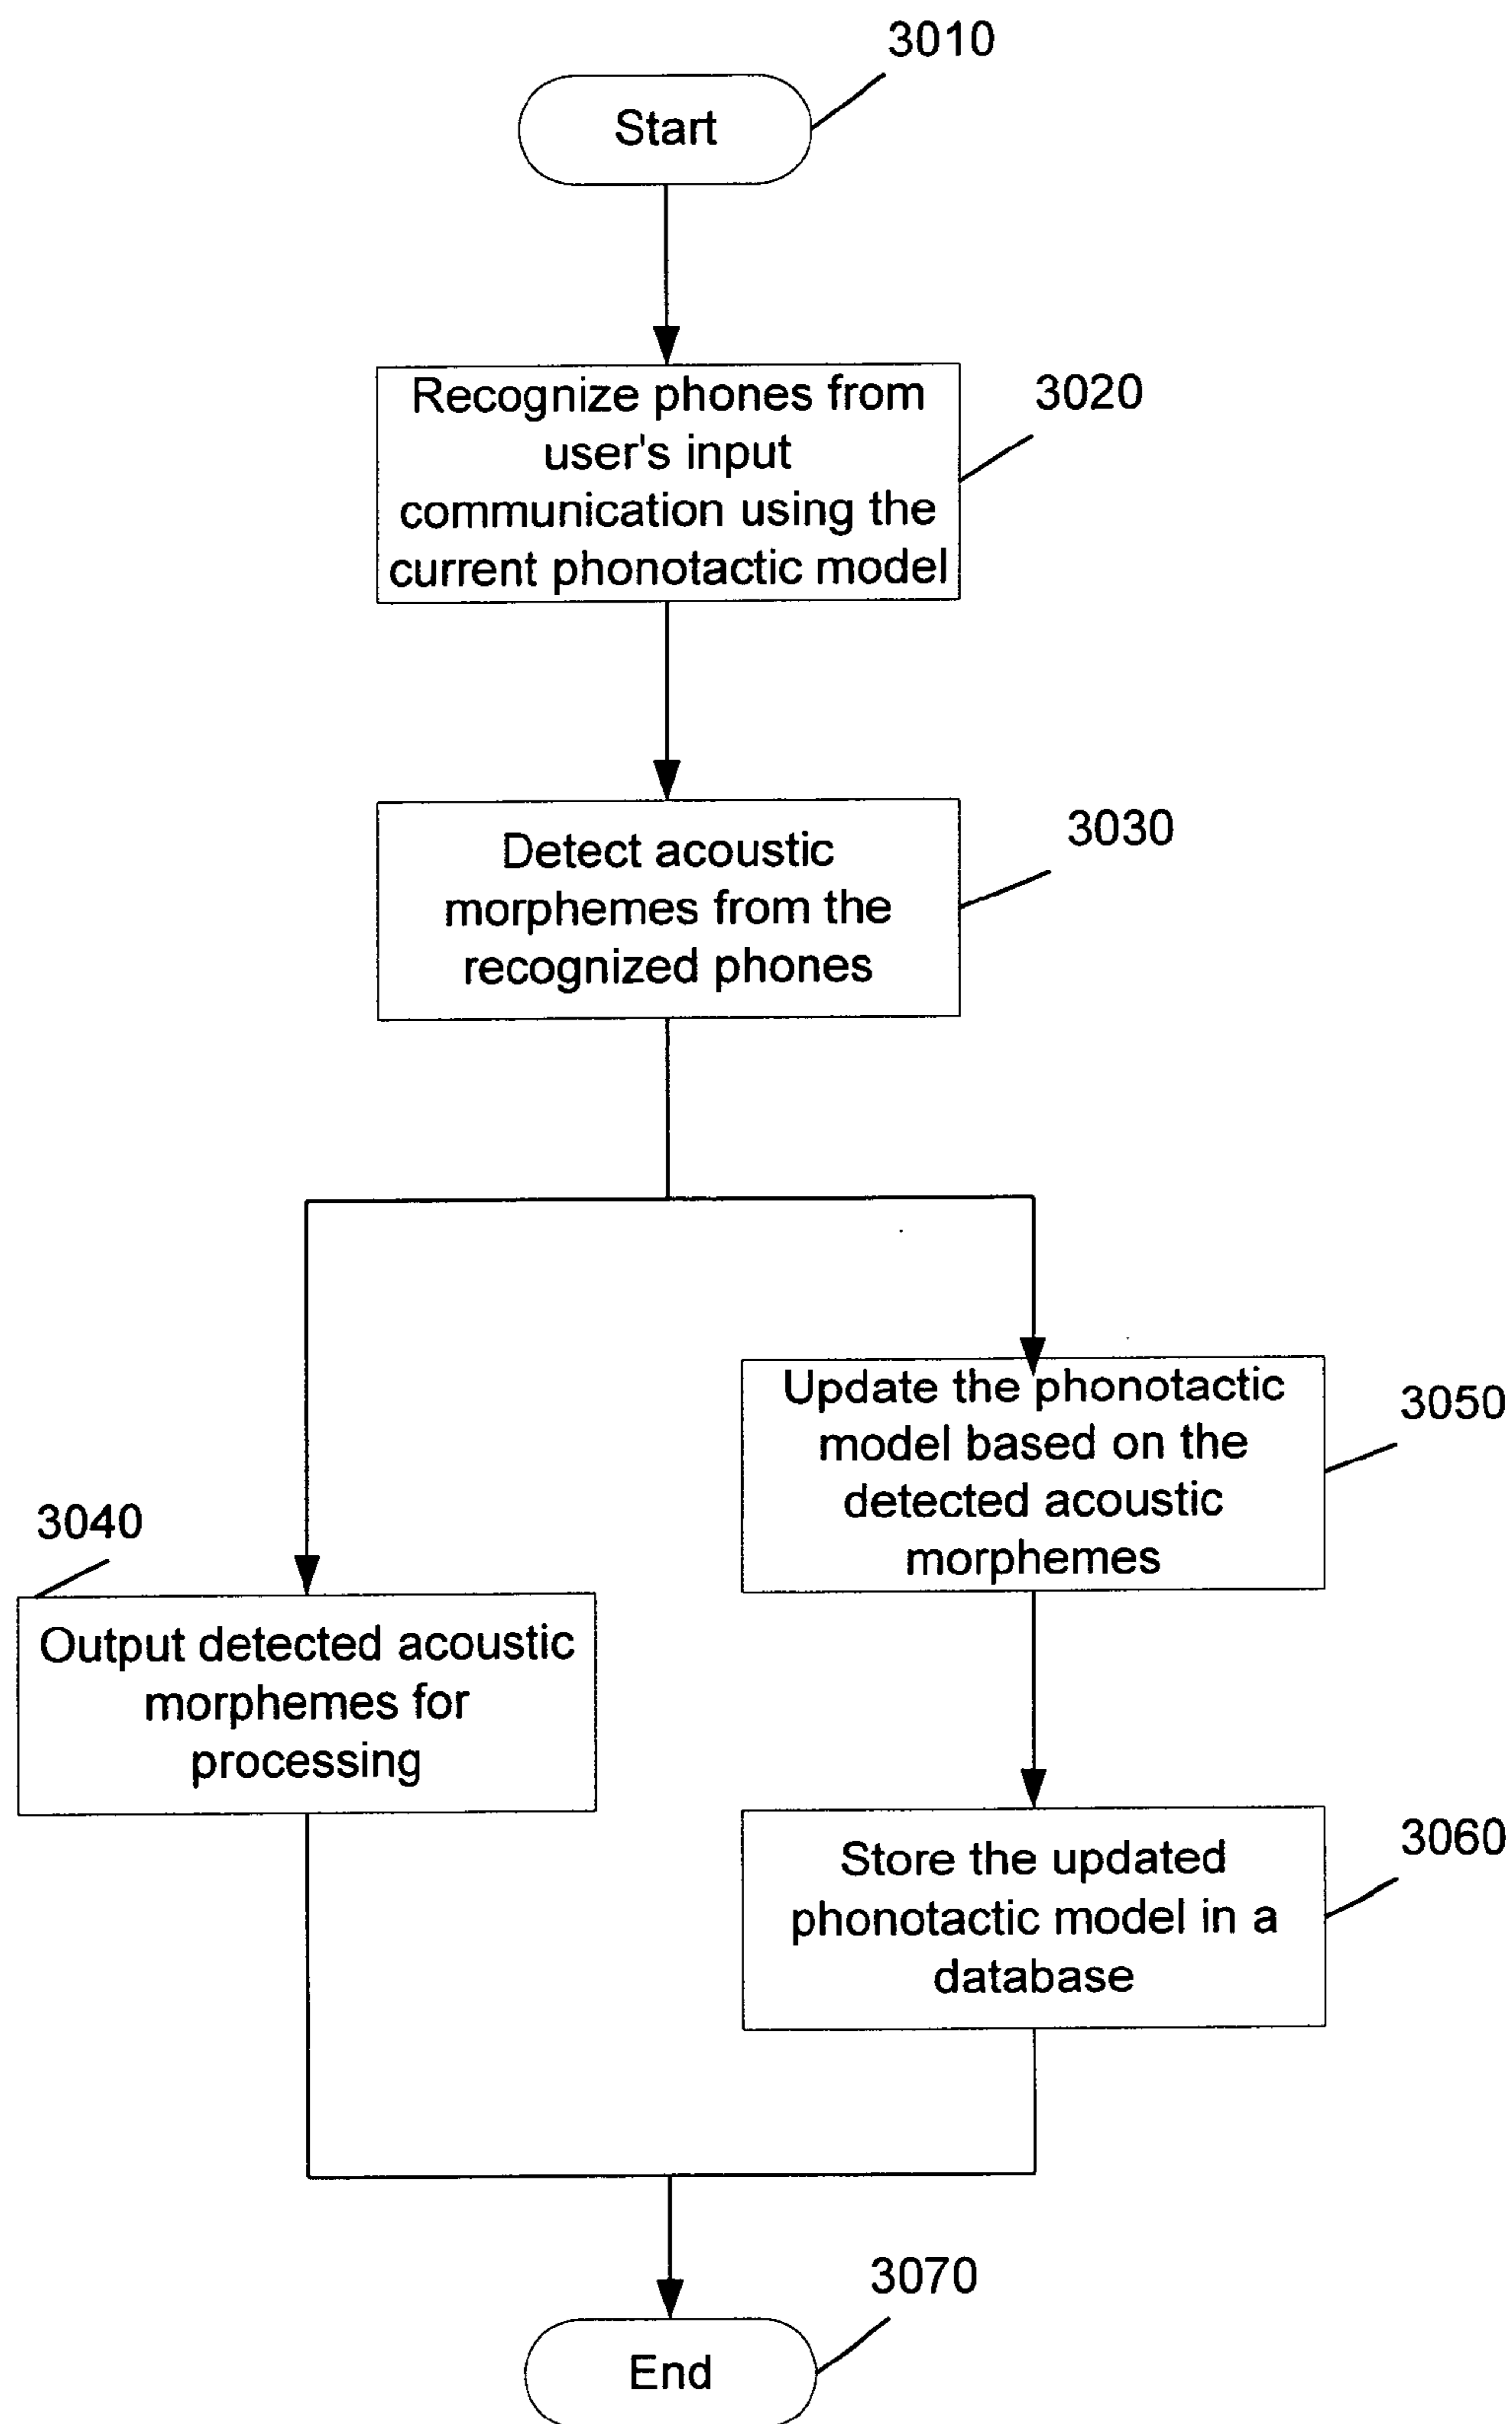 3010
Start
3020
Recognize phones from
user's input
communication using the
current phonotactic model
3030
Detect acoustic
morphemes from the
recognized phones
3050
Update the phonotactic
model based on the
detected acoustic
morphemes
3040
Output detected acoustic
morphemes for
processing
3060
Store the updated
phonotactic model in a
database
3070
End